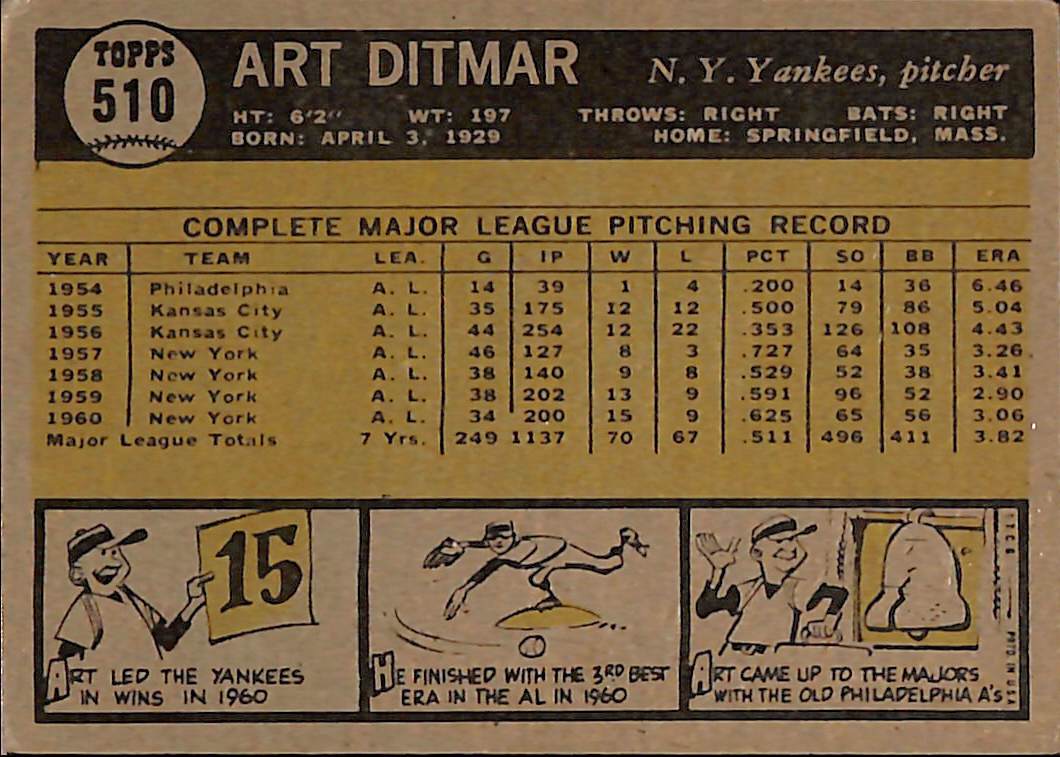 TOPPS
510
ART DITMAR
N. Y. Yankees, pitcher
HT: 6'2" WT: 197 THROWS: RIGHT BATS: RIGHT
BORN: APRIL 3, 1929 HOME: SPRINGFIELD, MASS.
COMPLETE MAJOR LEAGUE PITCHING RECORD
YEAR TEAM LEA. G IP W L PCT SO BB ERA
1954 Philadelphia A. L. 14 39 1 4 .200 14 36 6.46
1955 Kansas City A. L. 35 175 12 12 .500 79 86 5.04
1956 Kansas City A. L. 44 254 12 22 .353 126 108 4.43
1957 New York A. L. 46 127 8 3 .727 64 35 3.26
1958 New York A. L. 38 140 9 8 .529 52 38 3.41
1959 New York A. L. 38 202 13 9 .591 96 52 2.90
1960 New York A. L. 34 200 15 9 .625 65 56 3.06
Major League Totals 7 Yrs. 249 1137 70 67 .511 496 411 3.82
15
ART LED THE YANKEES
IN WINS IN 1960
HE FINISHED WITH THE 3RD BEST
ERA IN THE AL IN 1960
ART CAME UP TO THE MAJORS
WITH THE OLD PHILADELPHIA A'S
IN U.S.A.